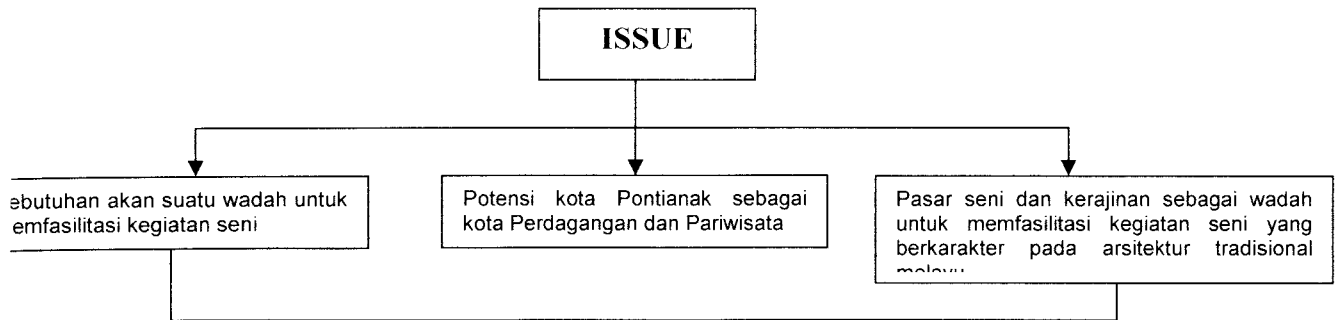 ISSUE
ebutuhan akan suatu wadah untuk
emfasilitasi kegiatan seni
Potensi kota Pontianak sebagai
kota Perdagangan dan Pariwisata
Pasar seni dan kerajinan sebagai wadah
untuk memfasilitasi kegiatan seni yang
berkarakter pada arsitektur tradisional
melayu